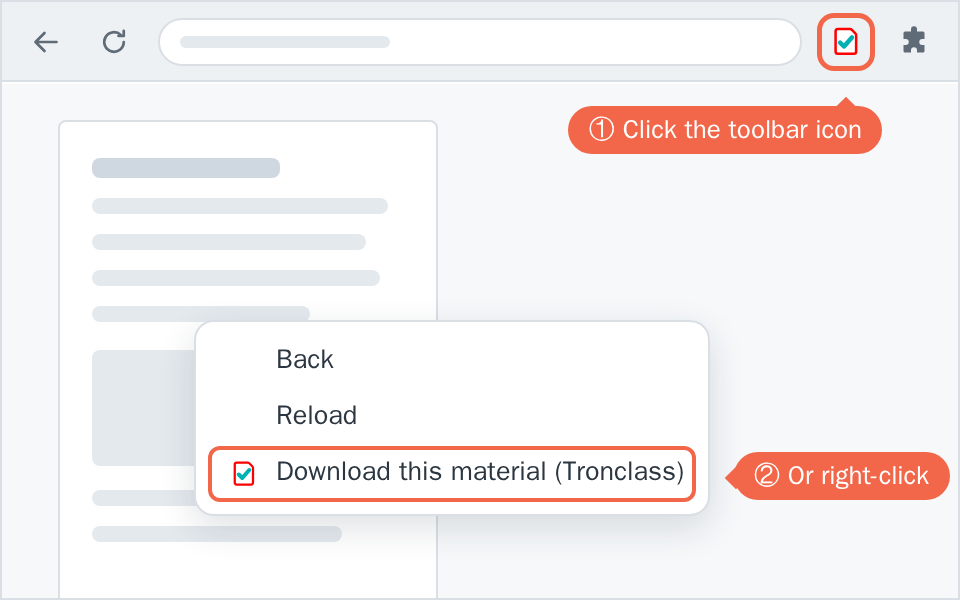 ① Click the toolbar icon
Back
Reload
Download this material (Tronclass)
② Or right-click